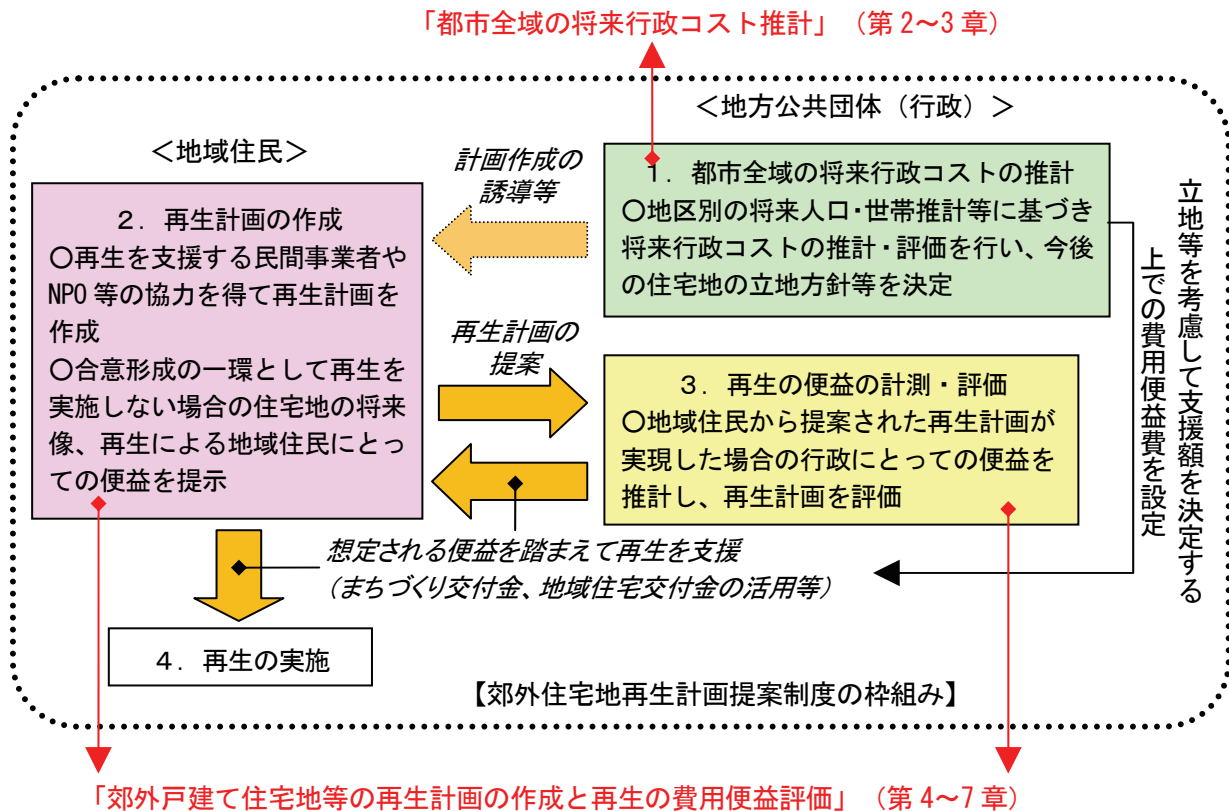 「都市全域の将来行政コスト推計」（第2～3章）
＜地方公共団体（行政）＞
＜地域住民＞
計画作成の
誘導等
1．都市全域の将来行政コストの推計
○地区別の将来人口・世帯推計等に基づき
将来行政コストの推計・評価を行い、今後
の住宅地の立地方針等を決定
立地等を考慮して支援額を決定する
上での費用便益費を設定
2．再生計画の作成
○再生を支援する民間事業者や
NPO等の協力を得て再生計画を
作成
○合意形成の一環として再生を
実施しない場合の住宅地の将来
像、再生による地域住民にとっ
ての便益を提示
再生計画の
提案
3．再生の便益の計測・評価
○地域住民から提案された再生計画が
実現した場合の行政にとっての便益を
推計し、再生計画を評価
想定される便益を踏まえて再生を支援
（まちづくり交付金、地域住宅交付金の活用等）
4．再生の実施
【郊外住宅地再生計画提案制度の枠組み】
「郊外戸建て住宅地等の再生計画の作成と再生の費用便益評価」（第4～7章）